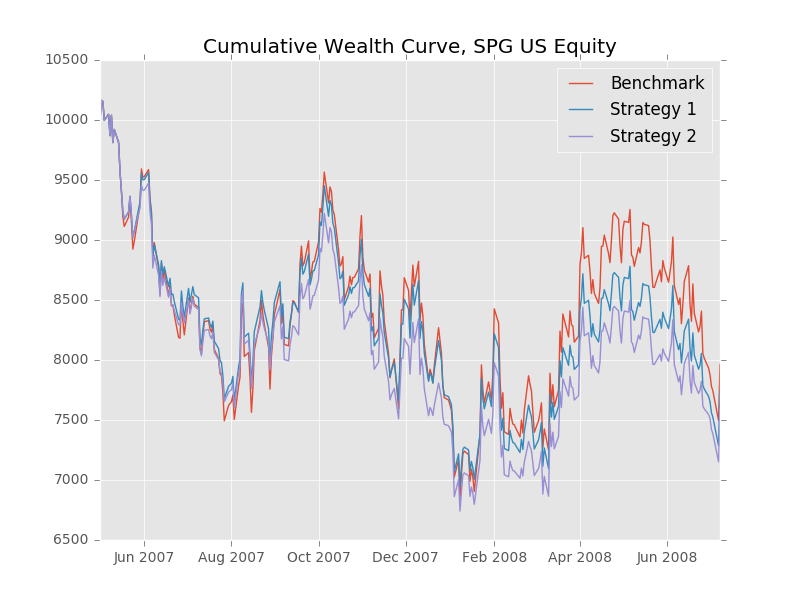 Cumulative Wealth Curve, SPG US Equity
10500
10000
9500
9000
8500
8000
7500
7000
6500
Benchmark
Strategy 1
Strategy 2
Jun 2007 Aug 2007 Oct 2007 Dec 2007 Feb 2008 Apr 2008 Jun 2008